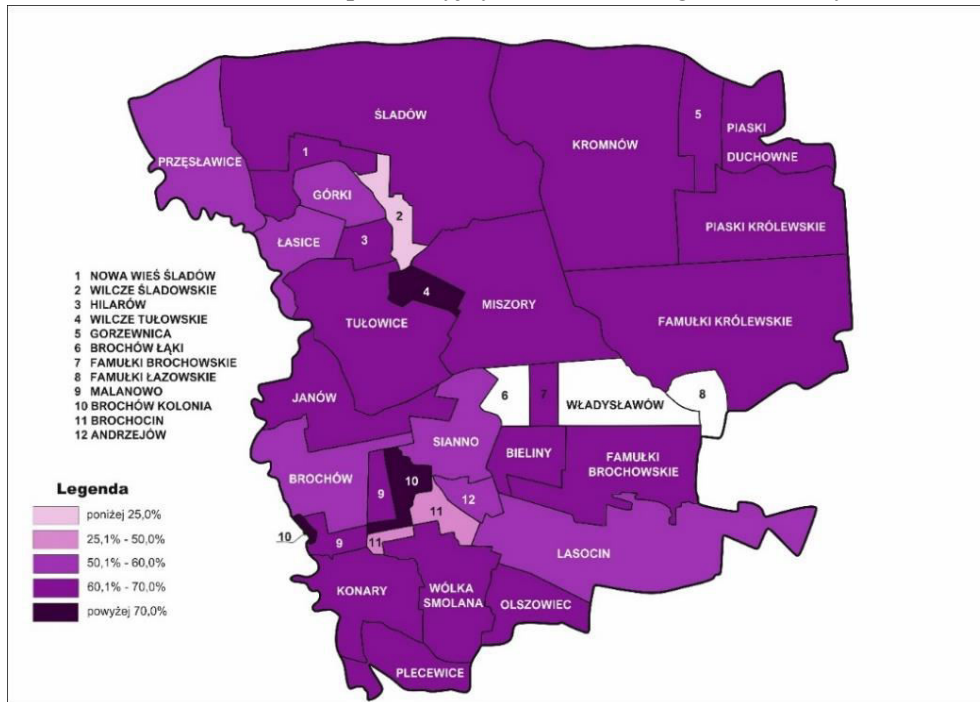 ŚLADÓW
KROMNÓW
5
PIASKI
DUCHOWNE
PRZĘSŁAWICE
1
GÓRKI
2
PIASKI KRÓLEWSKIE
ŁASICE
3
4
MISZORY
TUŁOWICE
FAMUŁKI KRÓLEWSKIE
1 NOWA WIEŚ ŚLADÓW
2 WILCZE ŚLADOWSKIE
3 HILARÓW
4 WILCZE TUŁOWSKIE
5 GORZEWNICA
6 BROCHÓW ŁĄKI
7 FAMUŁKI BROCHOWSKIE
8 FAMUŁKI ŁAZOWSKIE
9 MALANOWO
10 BROCHÓW KOLONIA
11 BROCHOCIN
12 ANDRZEJÓW
JANÓW
6
7
WŁADYSŁAWÓW
8
SIANNO
BIELINY
FAMUŁKI
BROCHOWSKIE
BROCHÓW
9
10
12
11
10
9
11
LASOCIN
KONARY
WÓLKA
SMOLANA
OLSZOWIEC
PLECEWICE
Legenda
poniżej 25,0%
25,1% - 50,0%
50,1% - 60,0%
60,1% - 70,0%
powyżej 70,0%